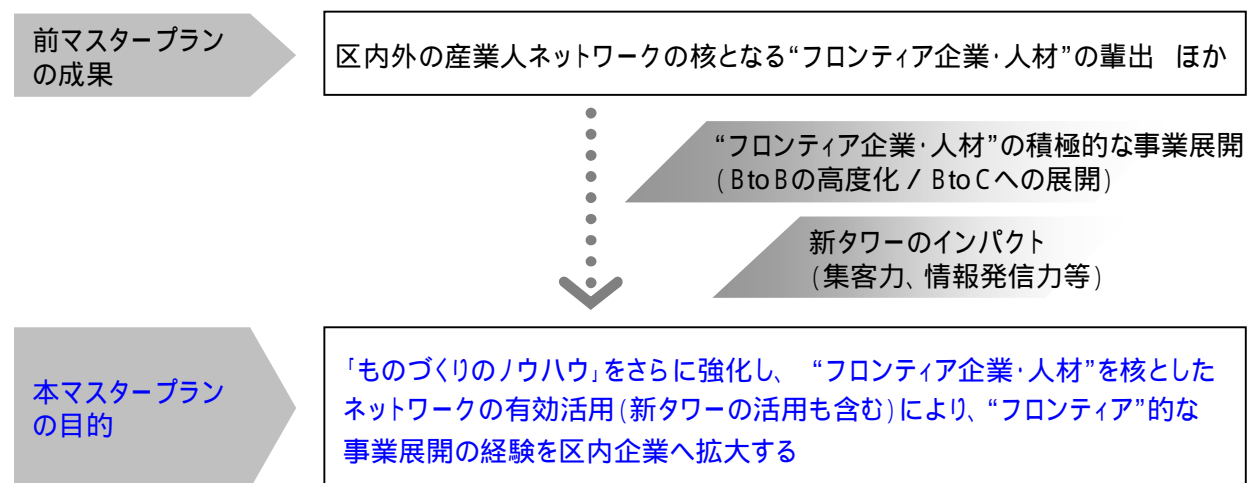 前マスタープラン
の成果
区内外の産業人ネットワークの核となる“フロンティア企業・人材”の輩出　ほか
“フロンティア企業・人材”の積極的な事業展開
(BtoBの高度化／BtoCへの展開)
新タワーのインパクト
(集客力、情報発信力等)
本マスタープラン
の目的
「ものづくりのノウハウ」をさらに強化し、“フロンティア企業・人材”を核とした
ネットワークの有効活用(新タワーの活用も含む)により、“フロンティア”的な
事業展開の経験を区内企業へ拡大する